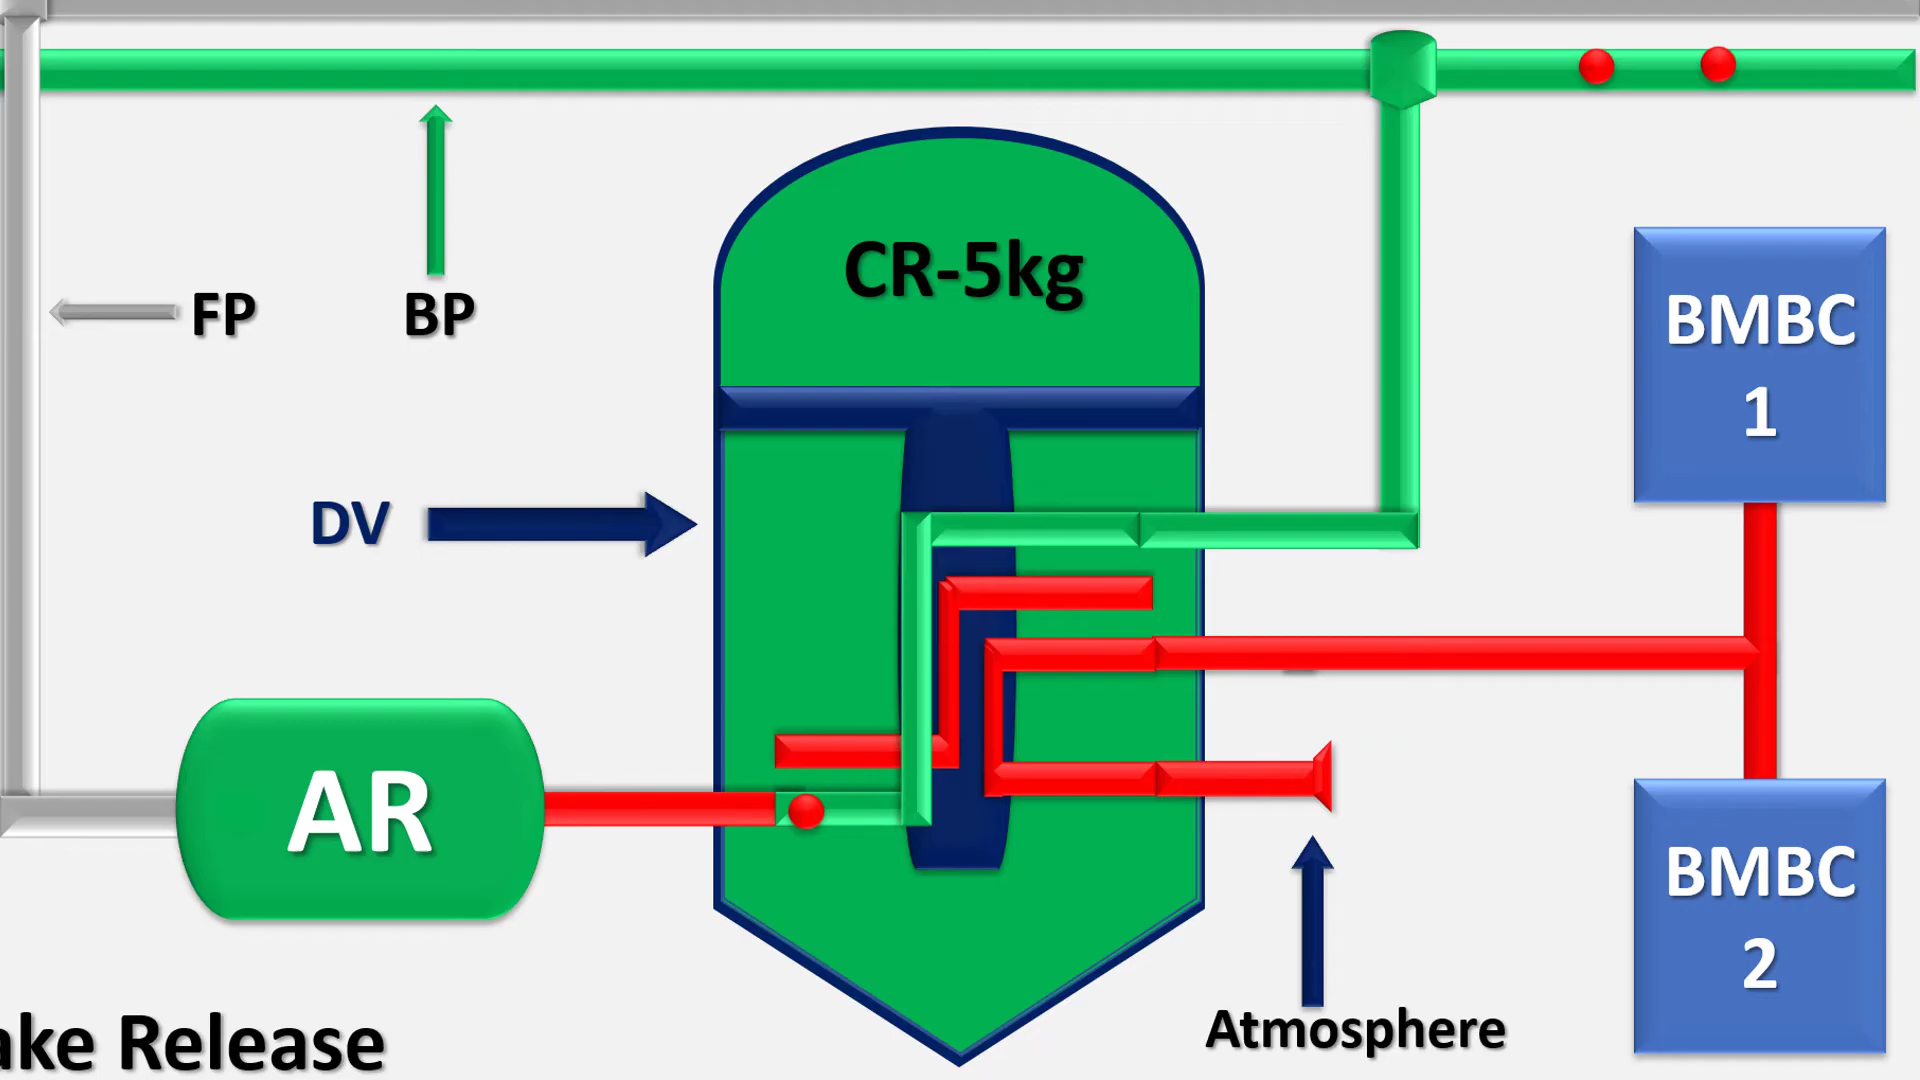 CR-5kg
FP
BP
BMBC
1
DV
AR
BMBC
2
Atmosphere
ake Release